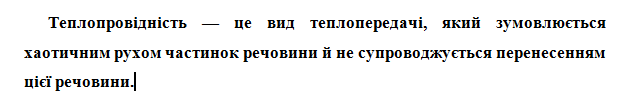 Теплопровідність — це вид теплопередачі, який зумовлюється
хаотичним рухом частинок речовини й не супроводжується перенесенням
цієї речовини.